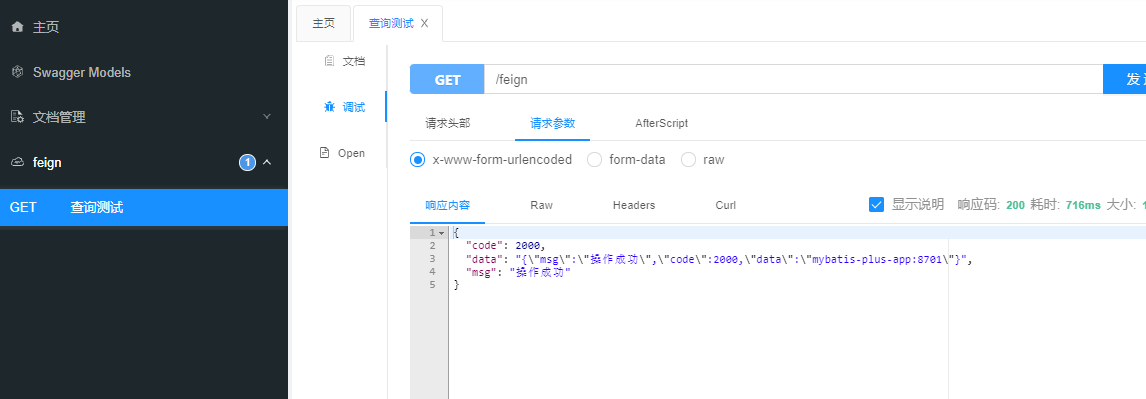 主页
Swagger Models
文档管理
feign 1
GET 查询测试
主页 查询测试 X
文档
调试
Open
GET /feign 发
请求头部 请求参数 AfterScript
x-www-form-urlencoded form-data raw
响应内容 Raw Headers Curl 显示说明 响应码: 200 耗时: 716ms 大小: 1
1 {
2 "code": 2000,
3 "data": "{\"msg\":\"操作成功\",\"code\":2000,\"data\":\"mybatis-plus-app:8701\"}",
4 "msg": "操作成功"
5 }